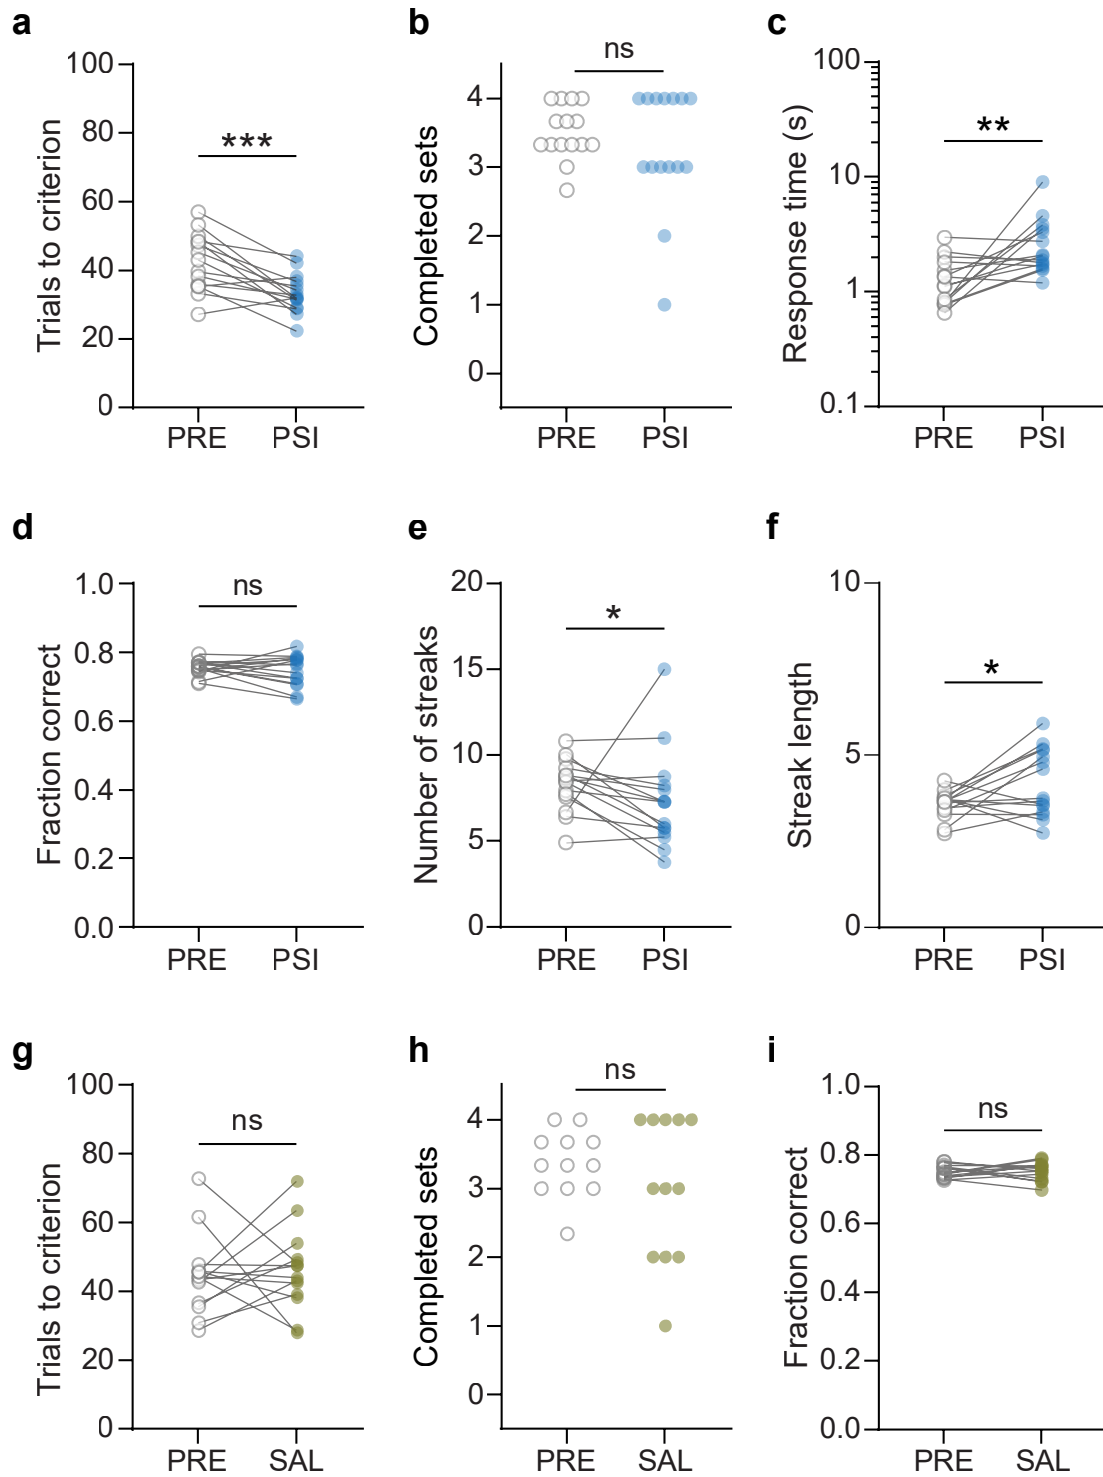 a
Trials to criterion
100
80
60
40
20
0
***
PRE PSI
b
Completed sets
4
3
2
1
0
ns
PRE PSI
c
Response time (s)
100
10
1
0.1
**
PRE PSI
d
Fraction correct
1.0
0.8
0.6
0.4
0.2
0.0
ns
PRE PSI
e
Number of streaks
20
15
10
5
0
*
PRE PSI
f
Streak length
10
5
0
*
PRE PSI
g
Trials to criterion
100
80
60
40
20
0
ns
PRE SAL
h
Completed sets
4
3
2
1
0
ns
PRE SAL
i
Fraction correct
1.0
0.8
0.6
0.4
0.2
0.0
ns
PRE SAL